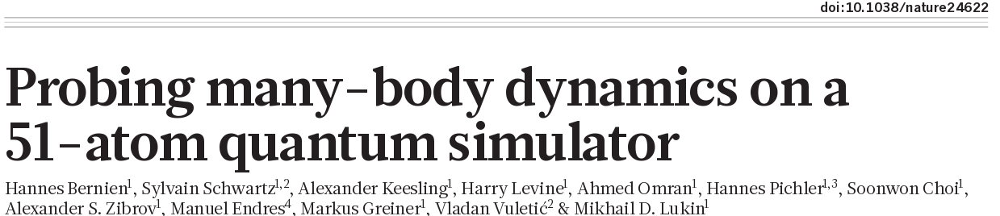 doi:10.1038/nature24622
Probing many-body dynamics on a
51-atom quantum simulator
Hannes Bernien1, Sylvain Schwartz1,2, Alexander Keesling1, Harry Levine1, Ahmed Omran1, Hannes Pichler1,3, Soonwon Choi1,
Alexander S. Zibrov1, Manuel Endres4, Markus Greiner1, Vladan Vuletić2 & Mikhail D. Lukin1